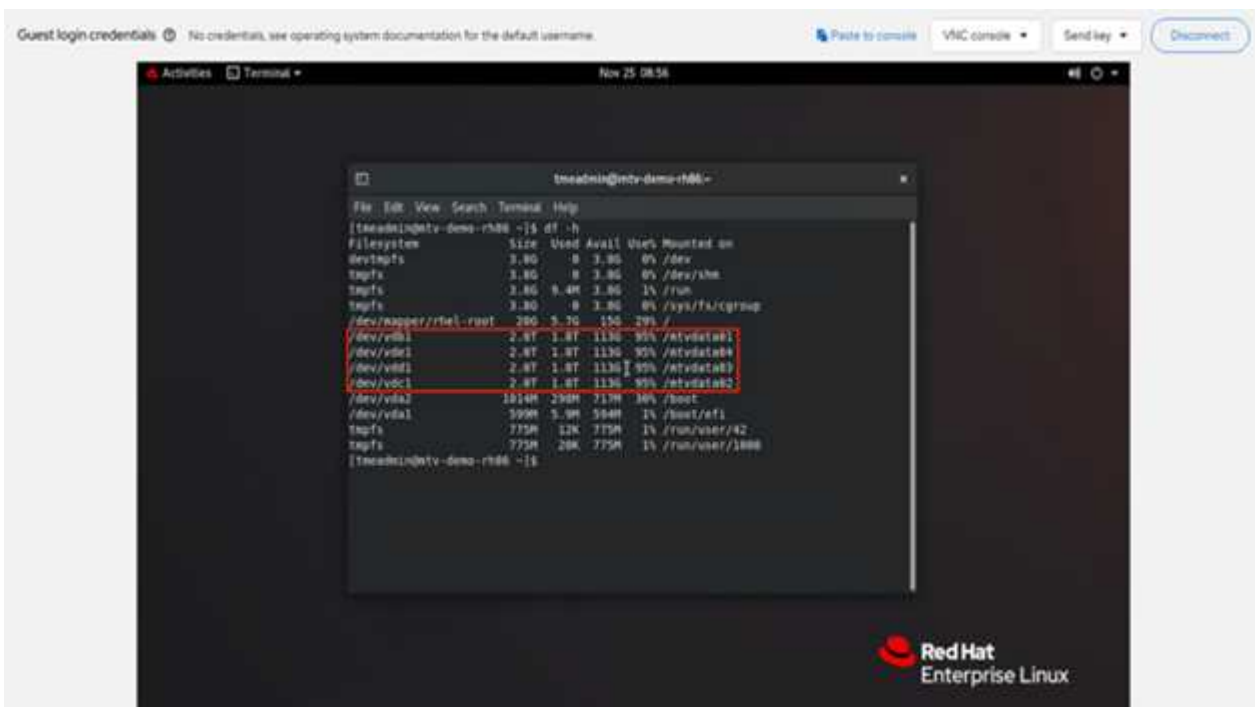 Guest login credentials No credentials, see operating system documentation for the default username. Paste to console VNC console Send key Disconnect
Activities Terminal Nov 25 08:56
tmeadmin@mtv-demo-rh86:~
File Edit View Search Terminal Help
[tmeadmin@mtv-demo-rh86 ~]$ df -h
Filesystem Size Used Avail Use% Mounted on
devtmpfs 3.8G 0 3.8G 0% /dev
tmpfs 3.8G 0 3.8G 0% /dev/shm
tmpfs 3.8G 9.4M 3.8G 1% /run
tmpfs 3.8G 0 3.8G 0% /sys/fs/cgroup
/dev/mapper/rhel-root 20G 5.7G 15G 29% /
/dev/vdb1 2.0T 1.8T 113G 95% /mtvdata01
/dev/vde1 2.0T 1.8T 113G 95% /mtvdata04
/dev/vdd1 2.0T 1.8T 113G 95% /mtvdata03
/dev/vdc1 2.0T 1.8T 113G 95% /mtvdata02
/dev/vda2 1014M 298M 717M 30% /boot
/dev/vda1 599M 5.9M 594M 1% /boot/efi
tmpfs 775M 12K 775M 1% /run/user/42
tmpfs 775M 28K 775M 1% /run/user/1000
[tmeadmin@mtv-demo-rh86 ~]$
Red Hat
Enterprise Linux